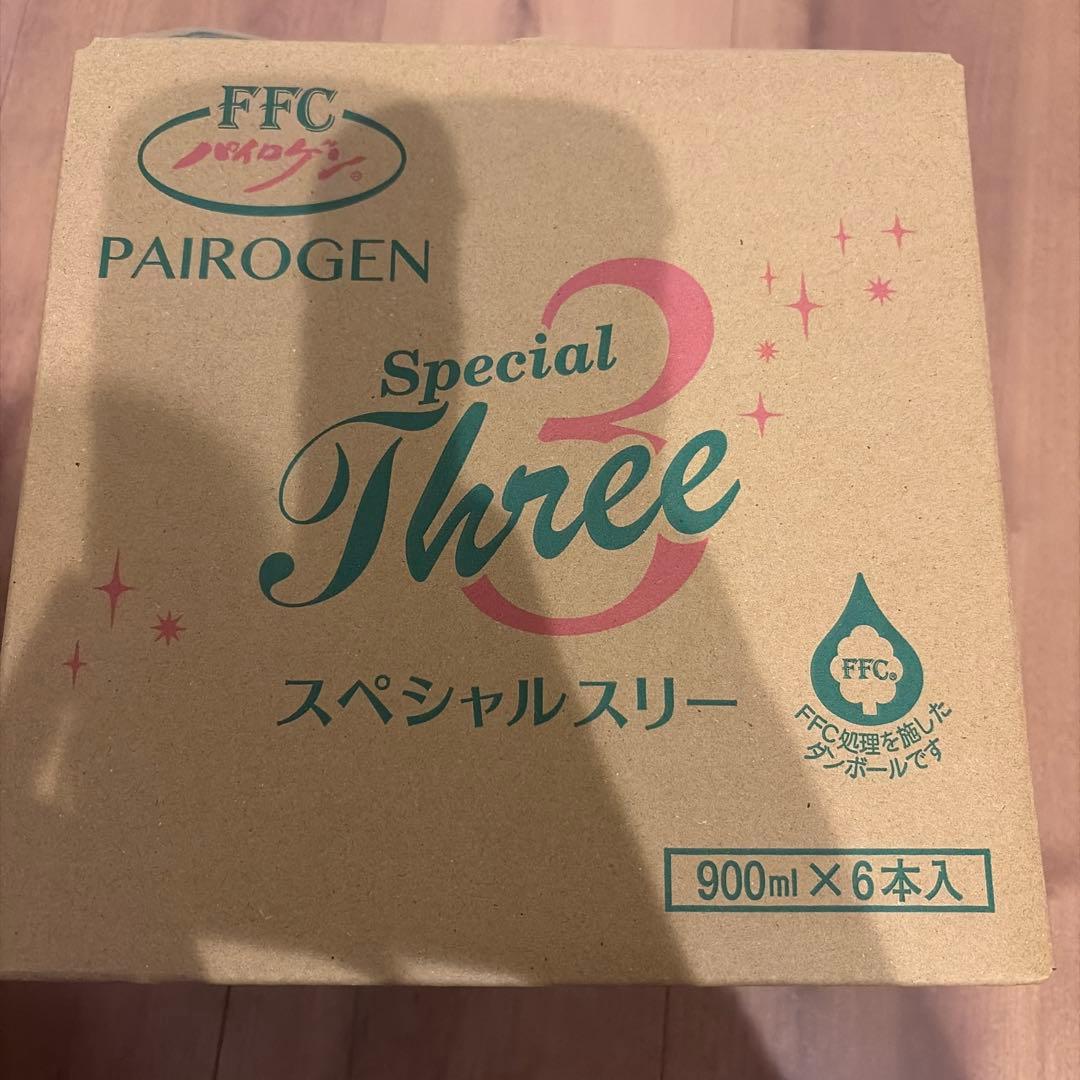 FFC
パイロゲン®
PAIROGEN
3
Special
Three
スペシャルスリー
FFC®
FFC処理を施した
ダンボールです
900ml×6本入